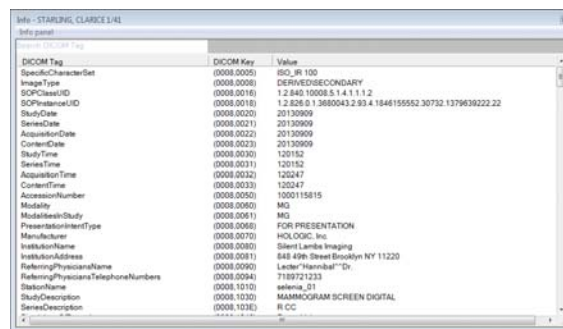 Info - STARLING, CLARICE 1/41
Info panel
Search DICOM Tag
DICOM Tag DICOM Key Value
SpecificCharacterSet (0008,0005) ISO_IR 100
ImageType (0008,0008) DERIVED\SECONDARY
SOPClassUID (0008,0016) 1.2.840.10008.5.1.4.1.1.1.2
SOPInstanceUID (0008,0018) 1.2.826.0.1.3680043.2.93.4.1846155552.30732.1379639222.22
StudyDate (0008,0020) 20130909
SeriesDate (0008,0021) 20130909
AcquisitionDate (0008,0022) 20130909
ContentDate (0008,0023) 20130909
StudyTime (0008,0030) 120152
SeriesTime (0008,0031) 120152
AcquisitionTime (0008,0032) 120247
ContentTime (0008,0033) 120247
AccessionNumber (0008,0050) 1000115815
Modality (0008,0060) MG
ModalitiesInStudy (0008,0061) MG
PresentationIntentType (0008,0068) FOR PRESENTATION
Manufacturer (0008,0070) HOLOGIC, Inc.
InstitutionName (0008,0080) Silent Lambs Imaging
InstitutionAddress (0008,0081) 848 49th Street Brooklyn NY 11220
ReferringPhysiciansName (0008,0090) Lecter^Hannibal^^Dr.
ReferringPhysiciansTelephoneNumbers (0008,0094) 7189721233
StationName (0008,1010) selenia_01
StudyDescription (0008,1030) MAMMOGRAM SCREEN DIGITAL
SeriesDescription (0008,103E) R CC